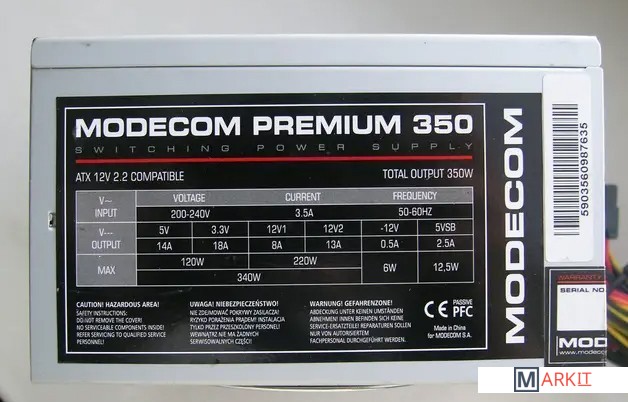 MODECOM PREMIUM 350
SWITCHING POWER SUPPLY
ATX 12V 2.2 COMPATIBLE TOTAL OUTPUT 350W
V~ INPUT VOLTAGE CURRENT FREQUENCY
200-240V 3.5A 50-60HZ
V--- OUTPUT 5V 3.3V 12V1 12V2 -12V 5VSB
14A 18A 8A 13A 0.5A 2.5A
MAX 120W 220W 6W 12,5W
340W
CAUTION! HAZARDOUS AREA!
SAFETY INSTRUCTIONS:
DO NOT REMOVE THE COVER!
NO SERVICEABLE COMPONENTS INSIDE!
REFER SERVICING TO QUALIFIED SERVICE
PERSONNEL!
UWAGA! NIEBEZPIECZEŃSTWO!
NIE ZDEJMOWAĆ POKRYWY ZASILACZA!
RYZYKO PORAŻENIA PRĄDEM! INSTALACJA
TYLKO PRZEZ PRZESZKOLONY PERSONEL!
WEWNĄTRZ NIE MA ŻADNYCH
SERWISOWALNYCH CZĘŚCI!
WARNUNG! GEFAHRENZONE!
ABDECKUNG UNTER KEINEN UMSTÄNDEN
ABNEHMEN! INNEN BEFINDEN SICH KEINE
SERVICE-ERSATZTEILE! REPARATUREN SOLLEN
NUR VON AUTORISIERTEM
FACHPERSONAL DURCHGEFÜHRT WERDEN.
CE PASSIVE
PFC
Made in China
for MODECOM S.A.
MODECOM
5903560987635
WARRANTY
SERIAL NO
MOD
www.modeco
MARKIT